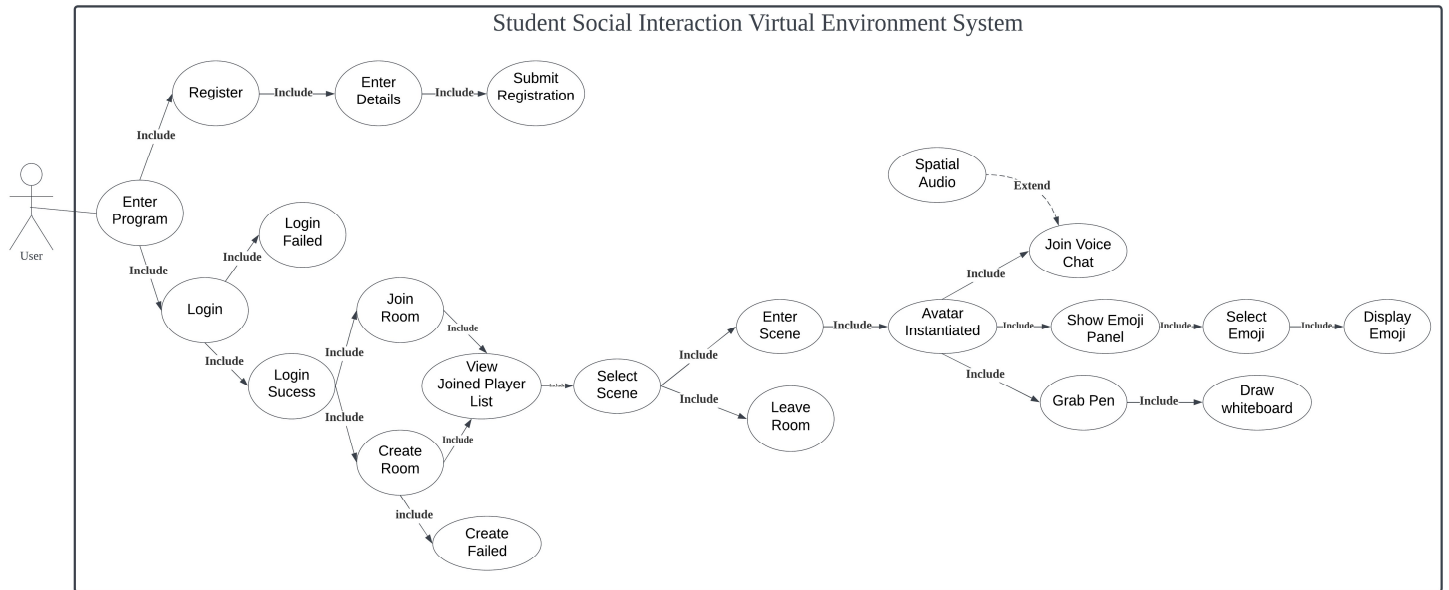 Student Social Interaction Virtual Environment System
Register
Include
Enter
Details
Include
Submit
Registration
Include
User
Enter
Program
Include
Login
Failed
Include
Login
Include
Login
Sucess
Include
Join
Room
Include
Include
Create
Room
Include
include
Create
Failed
View
Joined Player
List
Include
Select
Scene
Include
Enter
Scene
Include
Leave
Room
Include
Avatar
Instantiated
Include
Join Voice
Chat
Extend
Spatial
Audio
Include
Show Emoji
Panel
Include
Select
Emoji
Include
Display
Emoji
Include
Grab Pen
Include
Draw
whiteboard